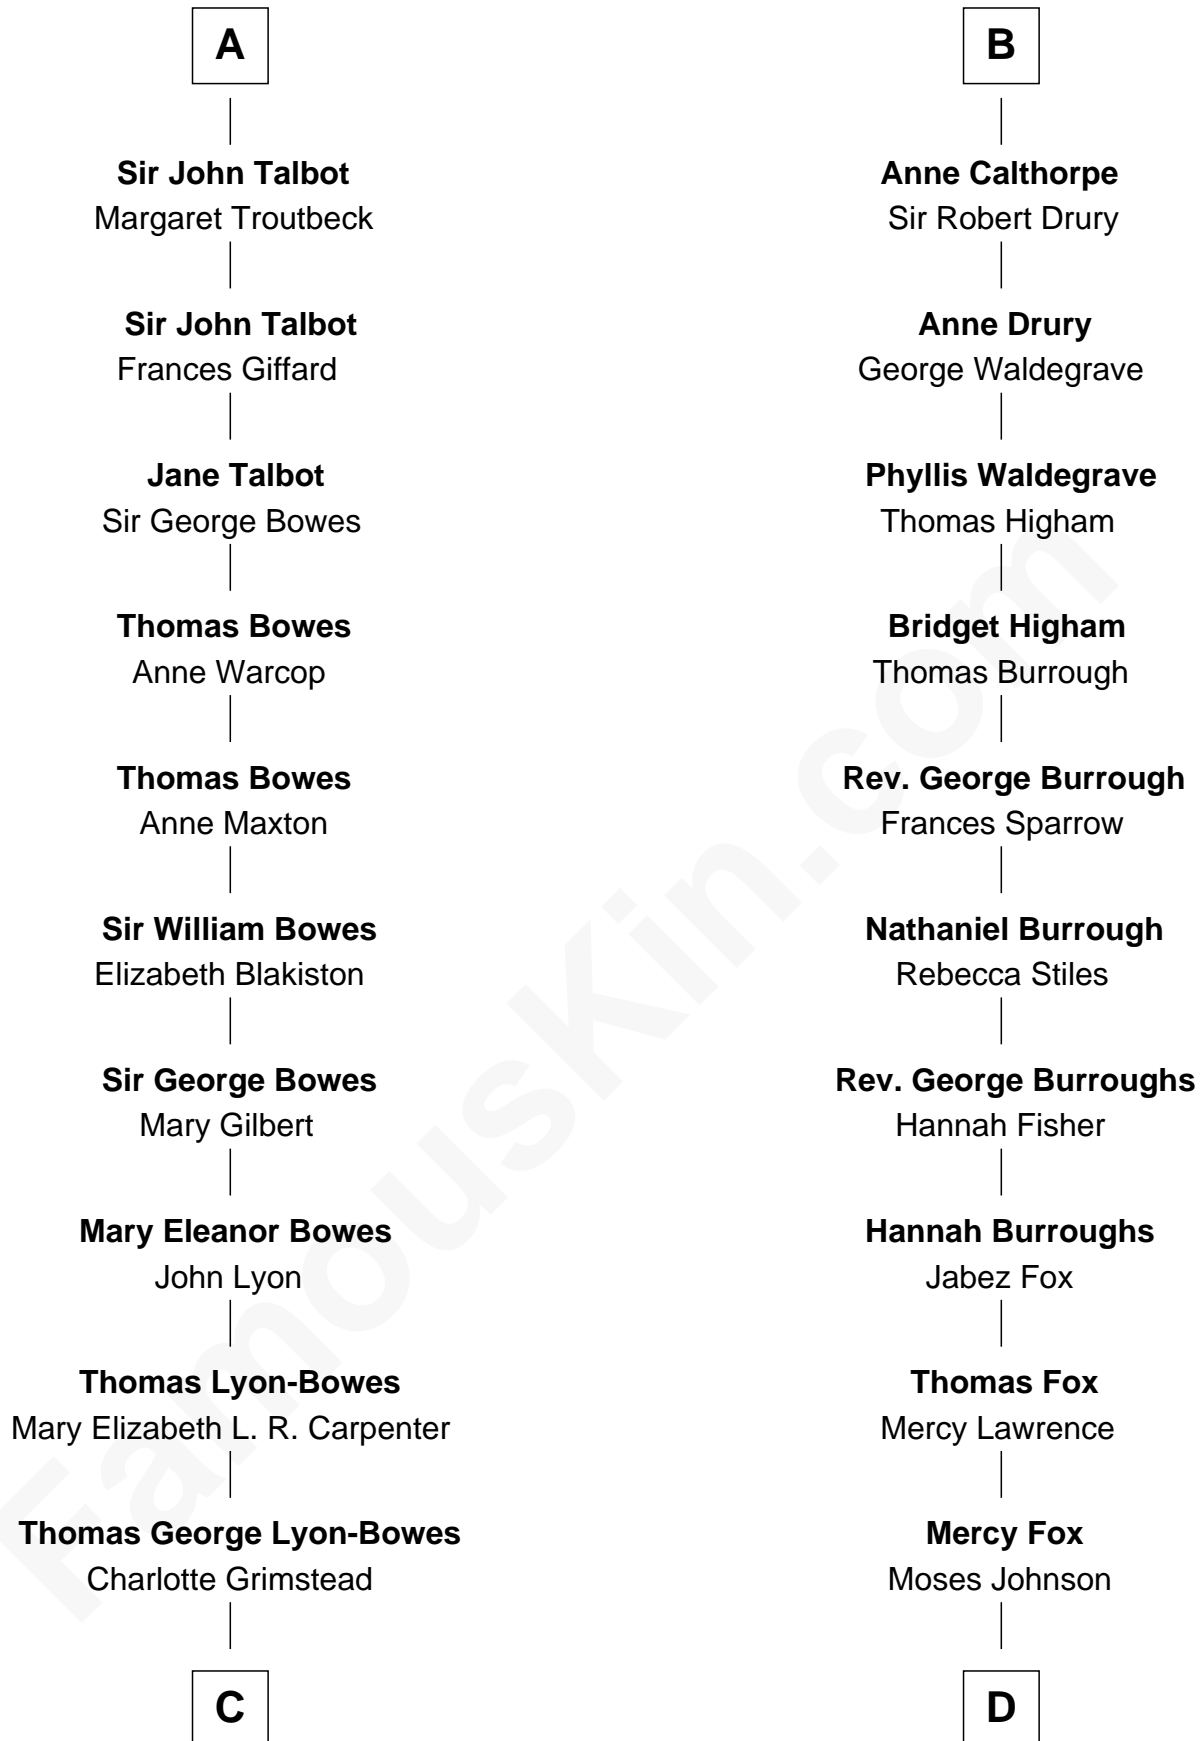 A
Sir John Talbot
Margaret Troutbeck
Sir John Talbot
Frances Giffard
Jane Talbot
Sir George Bowes
Thomas Bowes
Anne Warcop
Thomas Bowes
Anne Maxton
Sir William Bowes
Elizabeth Blakiston
Sir George Bowes
Mary Gilbert
Mary Eleanor Bowes
John Lyon
Thomas Lyon-Bowes
Mary Elizabeth L. R. Carpenter
Thomas George Lyon-Bowes
Charlotte Grimstead
C
B
Anne Calthorpe
Sir Robert Drury
Anne Drury
George Waldegrave
Phyllis Waldegrave
Thomas Higham
Bridget Higham
Thomas Burrough
Rev. George Burrough
Frances Sparrow
Nathaniel Burrough
Rebecca Stiles
Rev. George Burroughs
Hannah Fisher
Hannah Burroughs
Jabez Fox
Thomas Fox
Mercy Lawrence
Mercy Fox
Moses Johnson
D
FamousKin.com